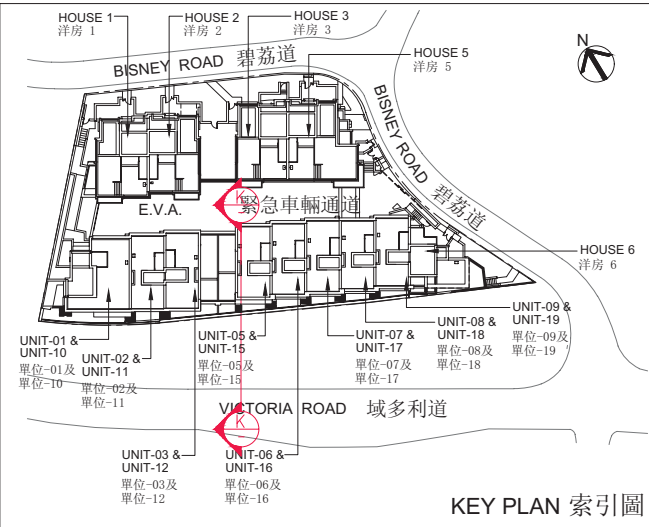 HOUSE 1
洋房 1
HOUSE 2
洋房 2
HOUSE 3
洋房 3
HOUSE 5
洋房 5
N
BISNEY ROAD 碧荔道
BISNEY ROAD 碧荔道
K
E.V.A. 緊急車輛通道
HOUSE 6
洋房 6
UNIT-01 &
UNIT-10
單位-01及
單位-10
UNIT-02 &
UNIT-11
單位-02及
單位-11
UNIT-05 &
UNIT-15
單位-05及
單位-15
UNIT-07 &
UNIT-17
單位-07及
單位-17
UNIT-08 &
UNIT-18
單位-08及
單位-18
UNIT-09 &
UNIT-19
單位-09及
單位-19
VICTORIA ROAD 域多利道
K
UNIT-03 &
UNIT-12
單位-03及
單位-12
UNIT-06 &
UNIT-16
單位-06及
單位-16
KEY PLAN 索引圖